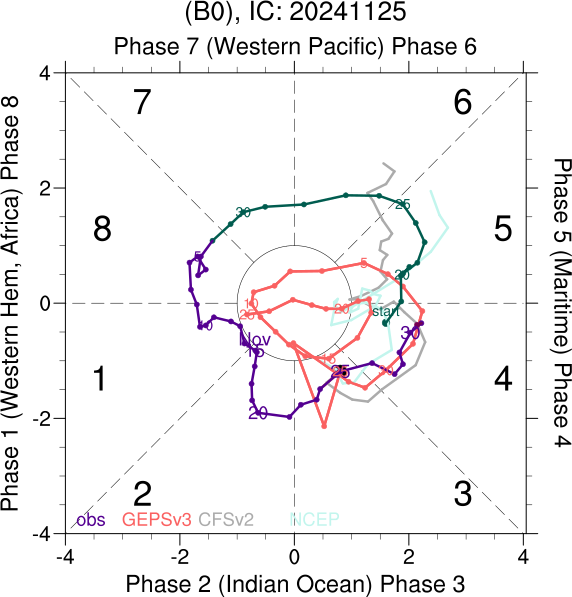 (B0), IC: 20241125
Phase 7 (Western Pacific) Phase 6
4
7
6
2
30
25
8
5
5
5
20
0
10
25
20
start
10
30
Nov
15
15
25
1
4
-2
20
2
3
obs
GEPSv3
CFSv2
NCEP
-4
-4
-2
0
2
4
Phase 2 (Indian Ocean) Phase 3
Phase 1 (Western Hem, Africa) Phase 8
Phase 5 (Maritime) Phase 4